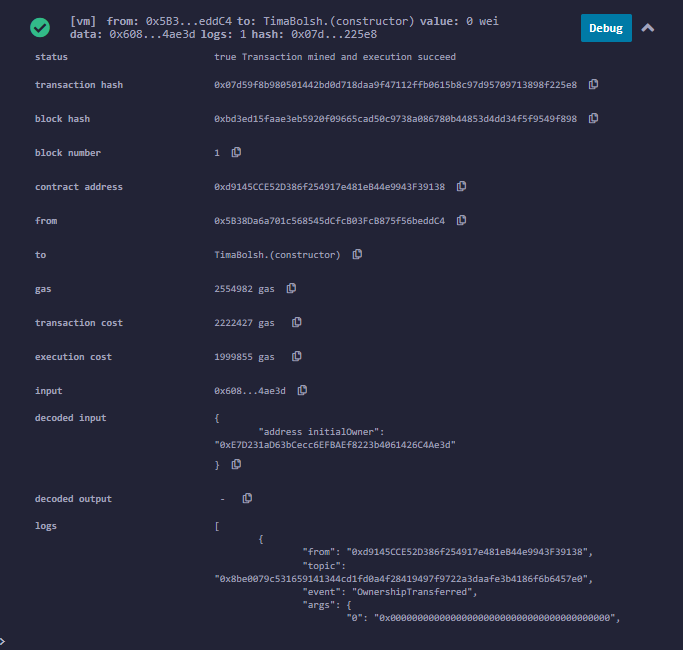 [vm] from: 0x5B3...eddC4 to: TimaBolsh.(constructor) value: 0 wei
data: 0x608...4ae3d logs: 1 hash: 0x07d...225e8
Debug
status true Transaction mined and execution succeed
transaction hash 0x07d59f8b980501442bd0d718daa9f47112ffb0615b8c97d95709713898f225e8
block hash 0xbd3ed15faae3eb5920f09665cad50c9738a086780b44853d4dd34f5f9549f898
block number 1
contract address 0xd9145CCE52D386f254917e481eB44e9943F39138
from 0x5B38Da6a701c568545dCfcB03FcB875f56beddC4
to TimaBolsh.(constructor)
gas 2554982 gas
transaction cost 2222427 gas
execution cost 1999855 gas
input 0x608...4ae3d
decoded input {
"address initialOwner":
"0xE7D231aD63bCecc6EFBAEf8223b4061426C4Ae3d"
}
decoded output -
logs [
{
"from": "0xd9145CCE52D386f254917e481eB44e9943F39138",
"topic":
"0x8be0079c531659141344cd1fd0a4f28419497f9722a3daafe3b4186f6b6457e0",
"event": "OwnershipTransferred",
"args": {
"0": "0x0000000000000000000000000000000000000000",
>